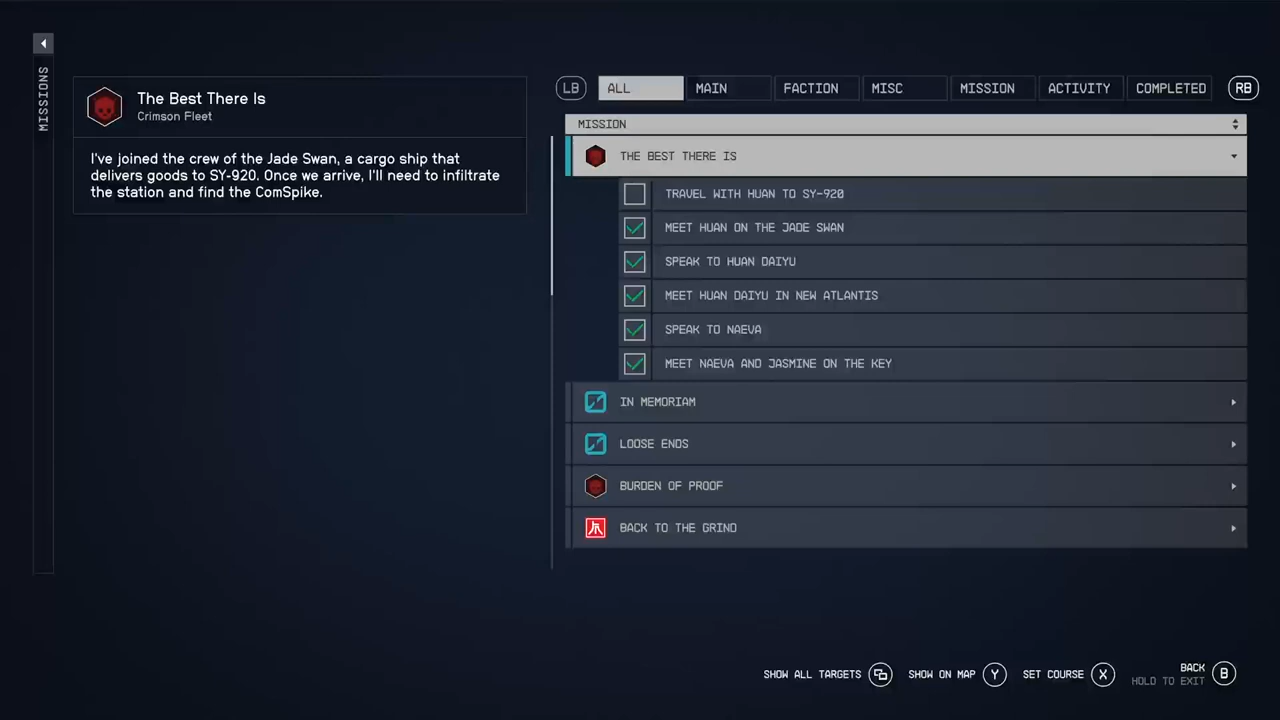 MISSIONS
The Best There Is
Crimson Fleet
I've joined the crew of the Jade Swan, a cargo ship that
delivers goods to SY-920. Once we arrive, I'll need to infiltrate
the station and find the ComSpike.
LB ALL MAIN FACTION MISC MISSION ACTIVITY COMPLETED RB
MISSION
THE BEST THERE IS
TRAVEL WITH HUAN TO SY-920
MEET HUAN ON THE JADE SWAN
SPEAK TO HUAN DAIYU
MEET HUAN DAIYU IN NEW ATLANTIS
SPEAK TO NAEVA
MEET NAEVA AND JASMINE ON THE KEY
IN MEMORIAM
LOOSE ENDS
BURDEN OF PROOF
BACK TO THE GRIND
SHOW ALL TARGETS SHOW ON MAP Y SET COURSE X BACK B
HOLD TO EXIT